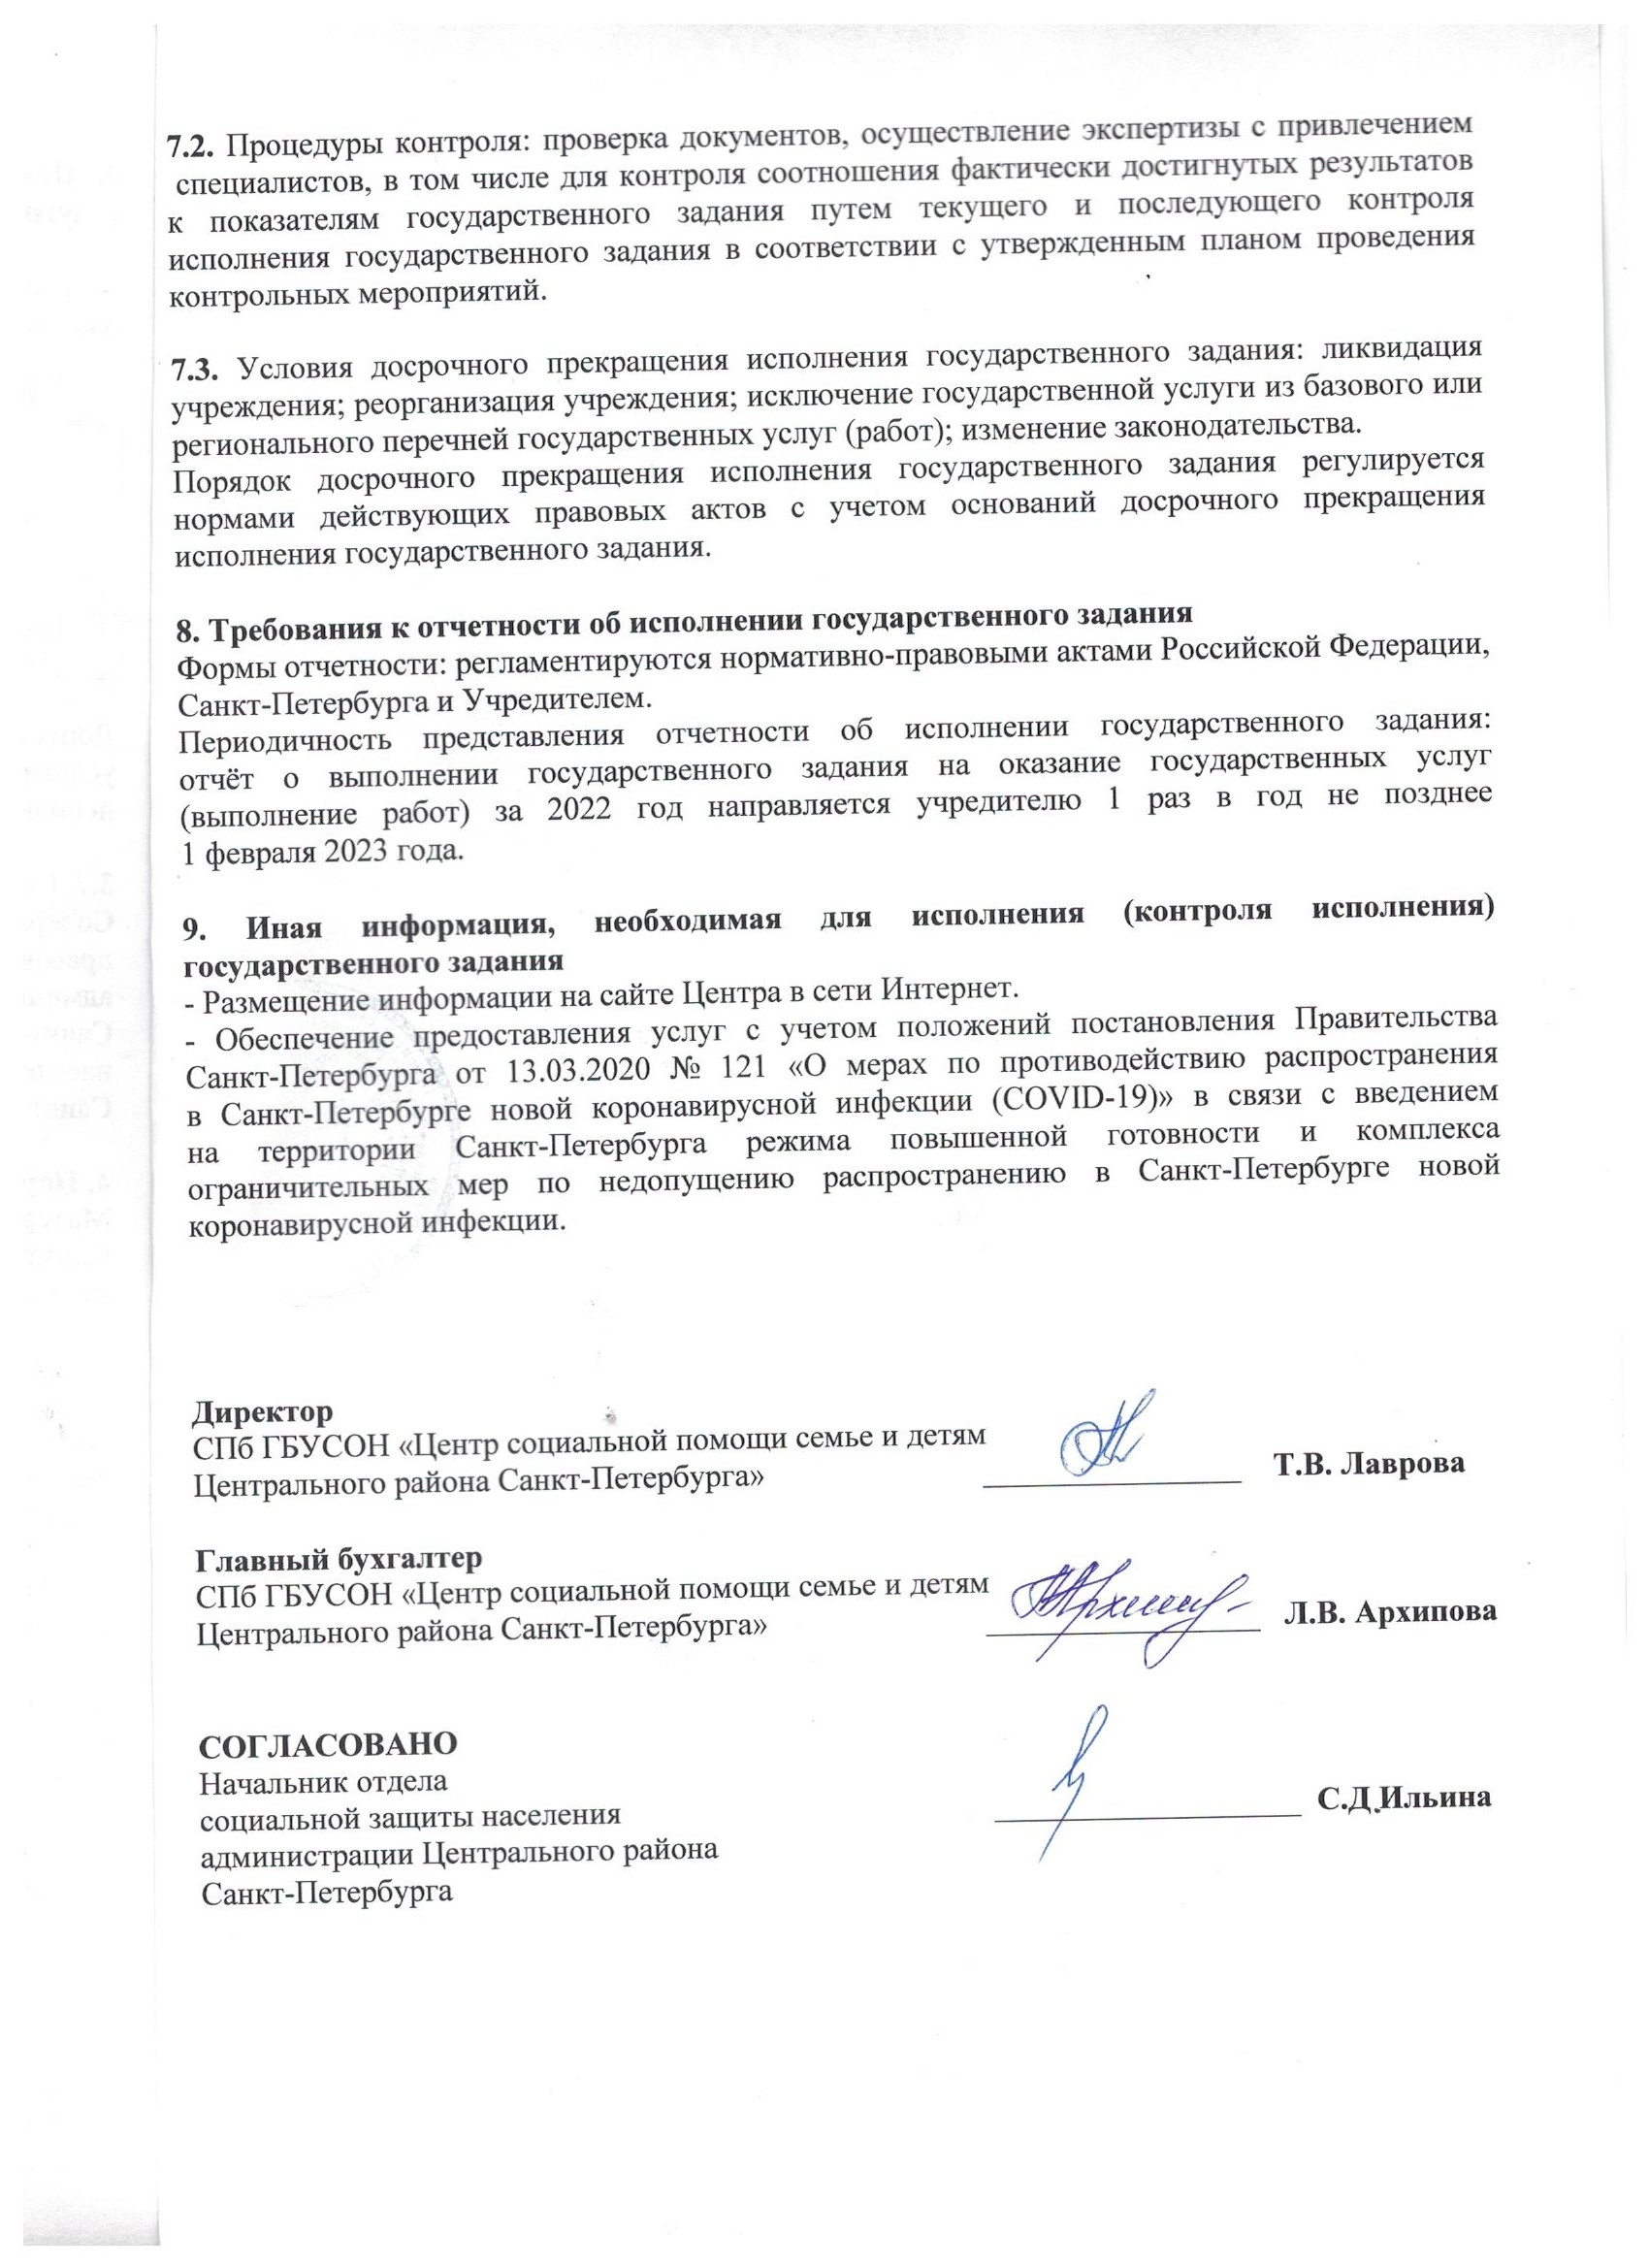 7.2. Процедуры контроля: проверка документов, осуществление экспертизы с привлечением
специалистов, в том числе для контроля соотношения фактически достигнутых результатов
к показателям государственного задания путем текущего и последующего контроля
исполнения государственного задания в соответствии с утвержденным планом проведения
контрольных мероприятий.
7.3. Условия досрочного прекращения исполнения государственного задания: ликвидация
учреждения; реорганизация учреждения; исключение государственной услуги из базового или
регионального перечней государственных услуг (работ); изменение законодательства.
Порядок досрочного прекращения исполнения государственного задания регулируется
нормами действующих правовых актов с учетом оснований досрочного прекращения
исполнения государственного задания.
8. Требования к отчетности об исполнении государственного задания
Формы отчетности: регламентируются нормативно-правовыми актами Российской Федерации,
Санкт-Петербурга и Учредителем.
Периодичность представления отчетности об исполнении государственного задания:
отчёт о выполнении государственного задания на оказание государственных услуг
(выполнение работ) за 2022 год направляется учредителю 1 раз в год не позднее
1 февраля 2023 года.
9. Иная информация, необходимая для исполнения (контроля исполнения)
государственного задания
- Размещение информации на сайте Центра в сети Интернет.
- Обеспечение предоставления услуг с учетом положений постановления Правительства
Санкт-Петербурга от 13.03.2020 № 121 «О мерах по противодействию распространения
в Санкт-Петербурге новой коронавирусной инфекции (COVID-19)» в связи с введением
на территории Санкт-Петербурга режима повышенной готовности и комплекса
ограничительных мер по недопущению распространению в Санкт-Петербурге новой
коронавирусной инфекции.
Директор
СПб ГБУСОН «Центр социальной помощи семье и детям
Центрального района Санкт-Петербурга» Т.В. Лаврова
Главный бухгалтер
СПб ГБУСОН «Центр социальной помощи семье и детям
Центрального района Санкт-Петербурга» Л.В. Архипова
СОГЛАСОВАНО
Начальник отдела
социальной защиты населения С.Д.Ильина
администрации Центрального района
Санкт-Петербурга